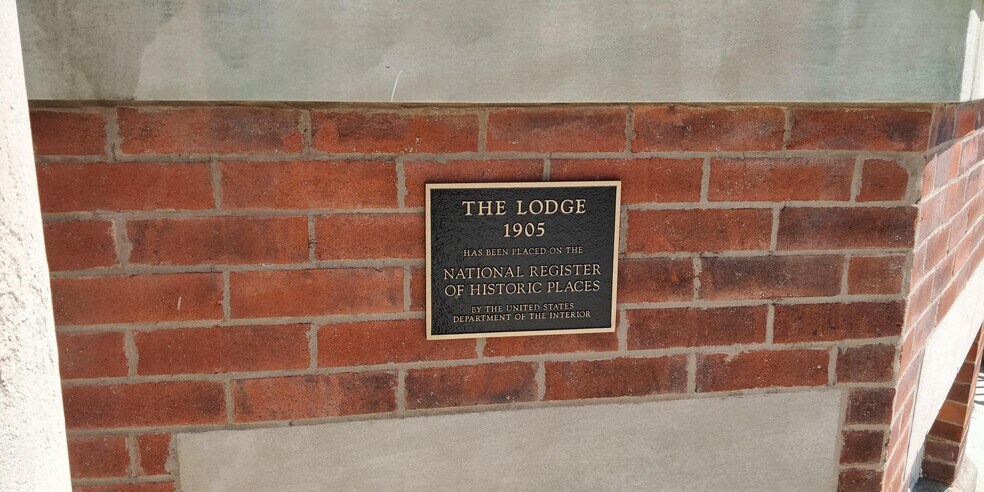 THE LODGE
1905
HAS BEEN PLACED ON THE
NATIONAL REGISTER
OF HISTORIC PLACES
BY THE UNITED STATES
DEPARTMENT OF THE INTERIOR